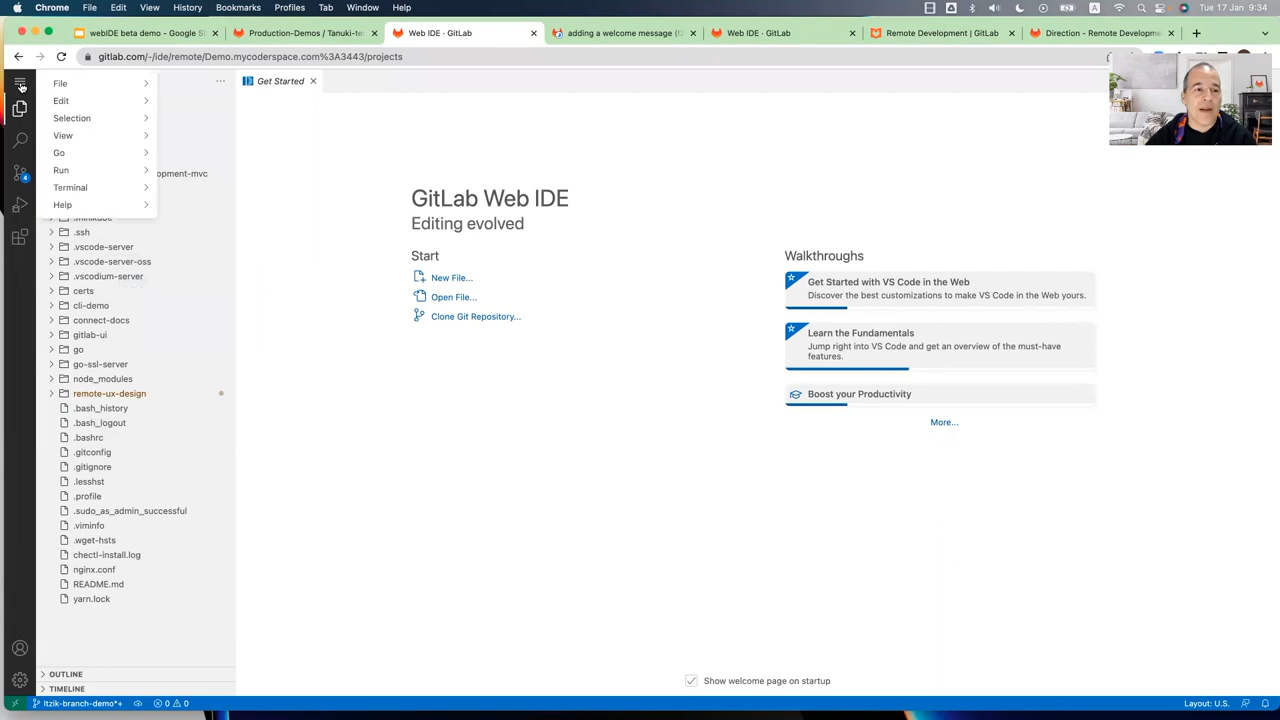 Chrome File Edit View History Bookmarks Profiles Tab Window Help
Tue 17 Jan 9:34
webIDE beta demo - Google Sl
Production-Demos / Tanuki-te
Web IDE · GitLab
adding a welcome message (!2
Web IDE · GitLab
Remote Development | GitLab
Direction - Remote Developme
gitlab.com/-/ide/remote/Demo.mycoderspace.com%3A3443/projects
File
Edit
Selection
View
Go
Run
Terminal
Help
4
opment-mvc
.minikube
.ssh
.vscode-server
.vscode-server-oss
.vscodium-server
certs
cli-demo
connect-docs
gitlab-ui
go
go-ssl-server
node_modules
remote-ux-design
.bash_history
.bash_logout
.bashrc
.gitconfig
.gitignore
.lesshst
.profile
.sudo_as_admin_successful
.viminfo
.wget-hsts
chectl-install.log
nginx.conf
README.md
yarn.lock
OUTLINE
TIMELINE
Get Started
GitLab Web IDE
Editing evolved
Start
New File...
Open File...
Clone Git Repository...
Walkthroughs
Get Started with VS Code in the Web
Discover the best customizations to make VS Code in the Web yours.
Learn the Fundamentals
Jump right into VS Code and get an overview of the must-have
features.
Boost your Productivity
More...
Show welcome page on startup
Itzik-branch-demo*+
0 0
Layout: U.S.